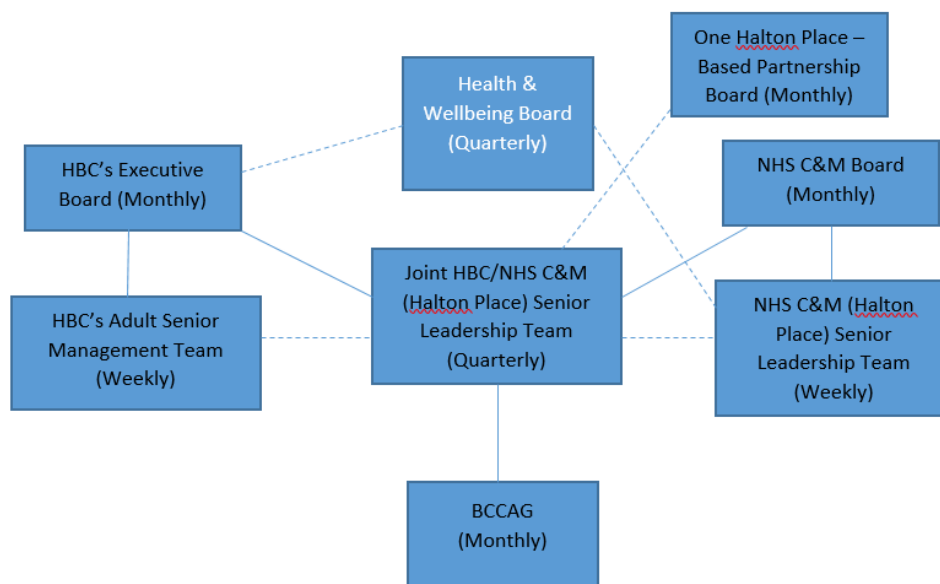 One Halton Place –
Based Partnership
Board (Monthly)
Health &
Wellbeing Board
(Quarterly)
HBC’s Executive
Board (Monthly)
NHS C&M Board
(Monthly)
Joint HBC/NHS C&M
(Halton Place) Senior
Leadership Team
(Quarterly)
HBC’s Adult Senior
Management Team
(Weekly)
NHS C&M (Halton
Place) Senior
Leadership Team
(Weekly)
BCCAG
(Monthly)